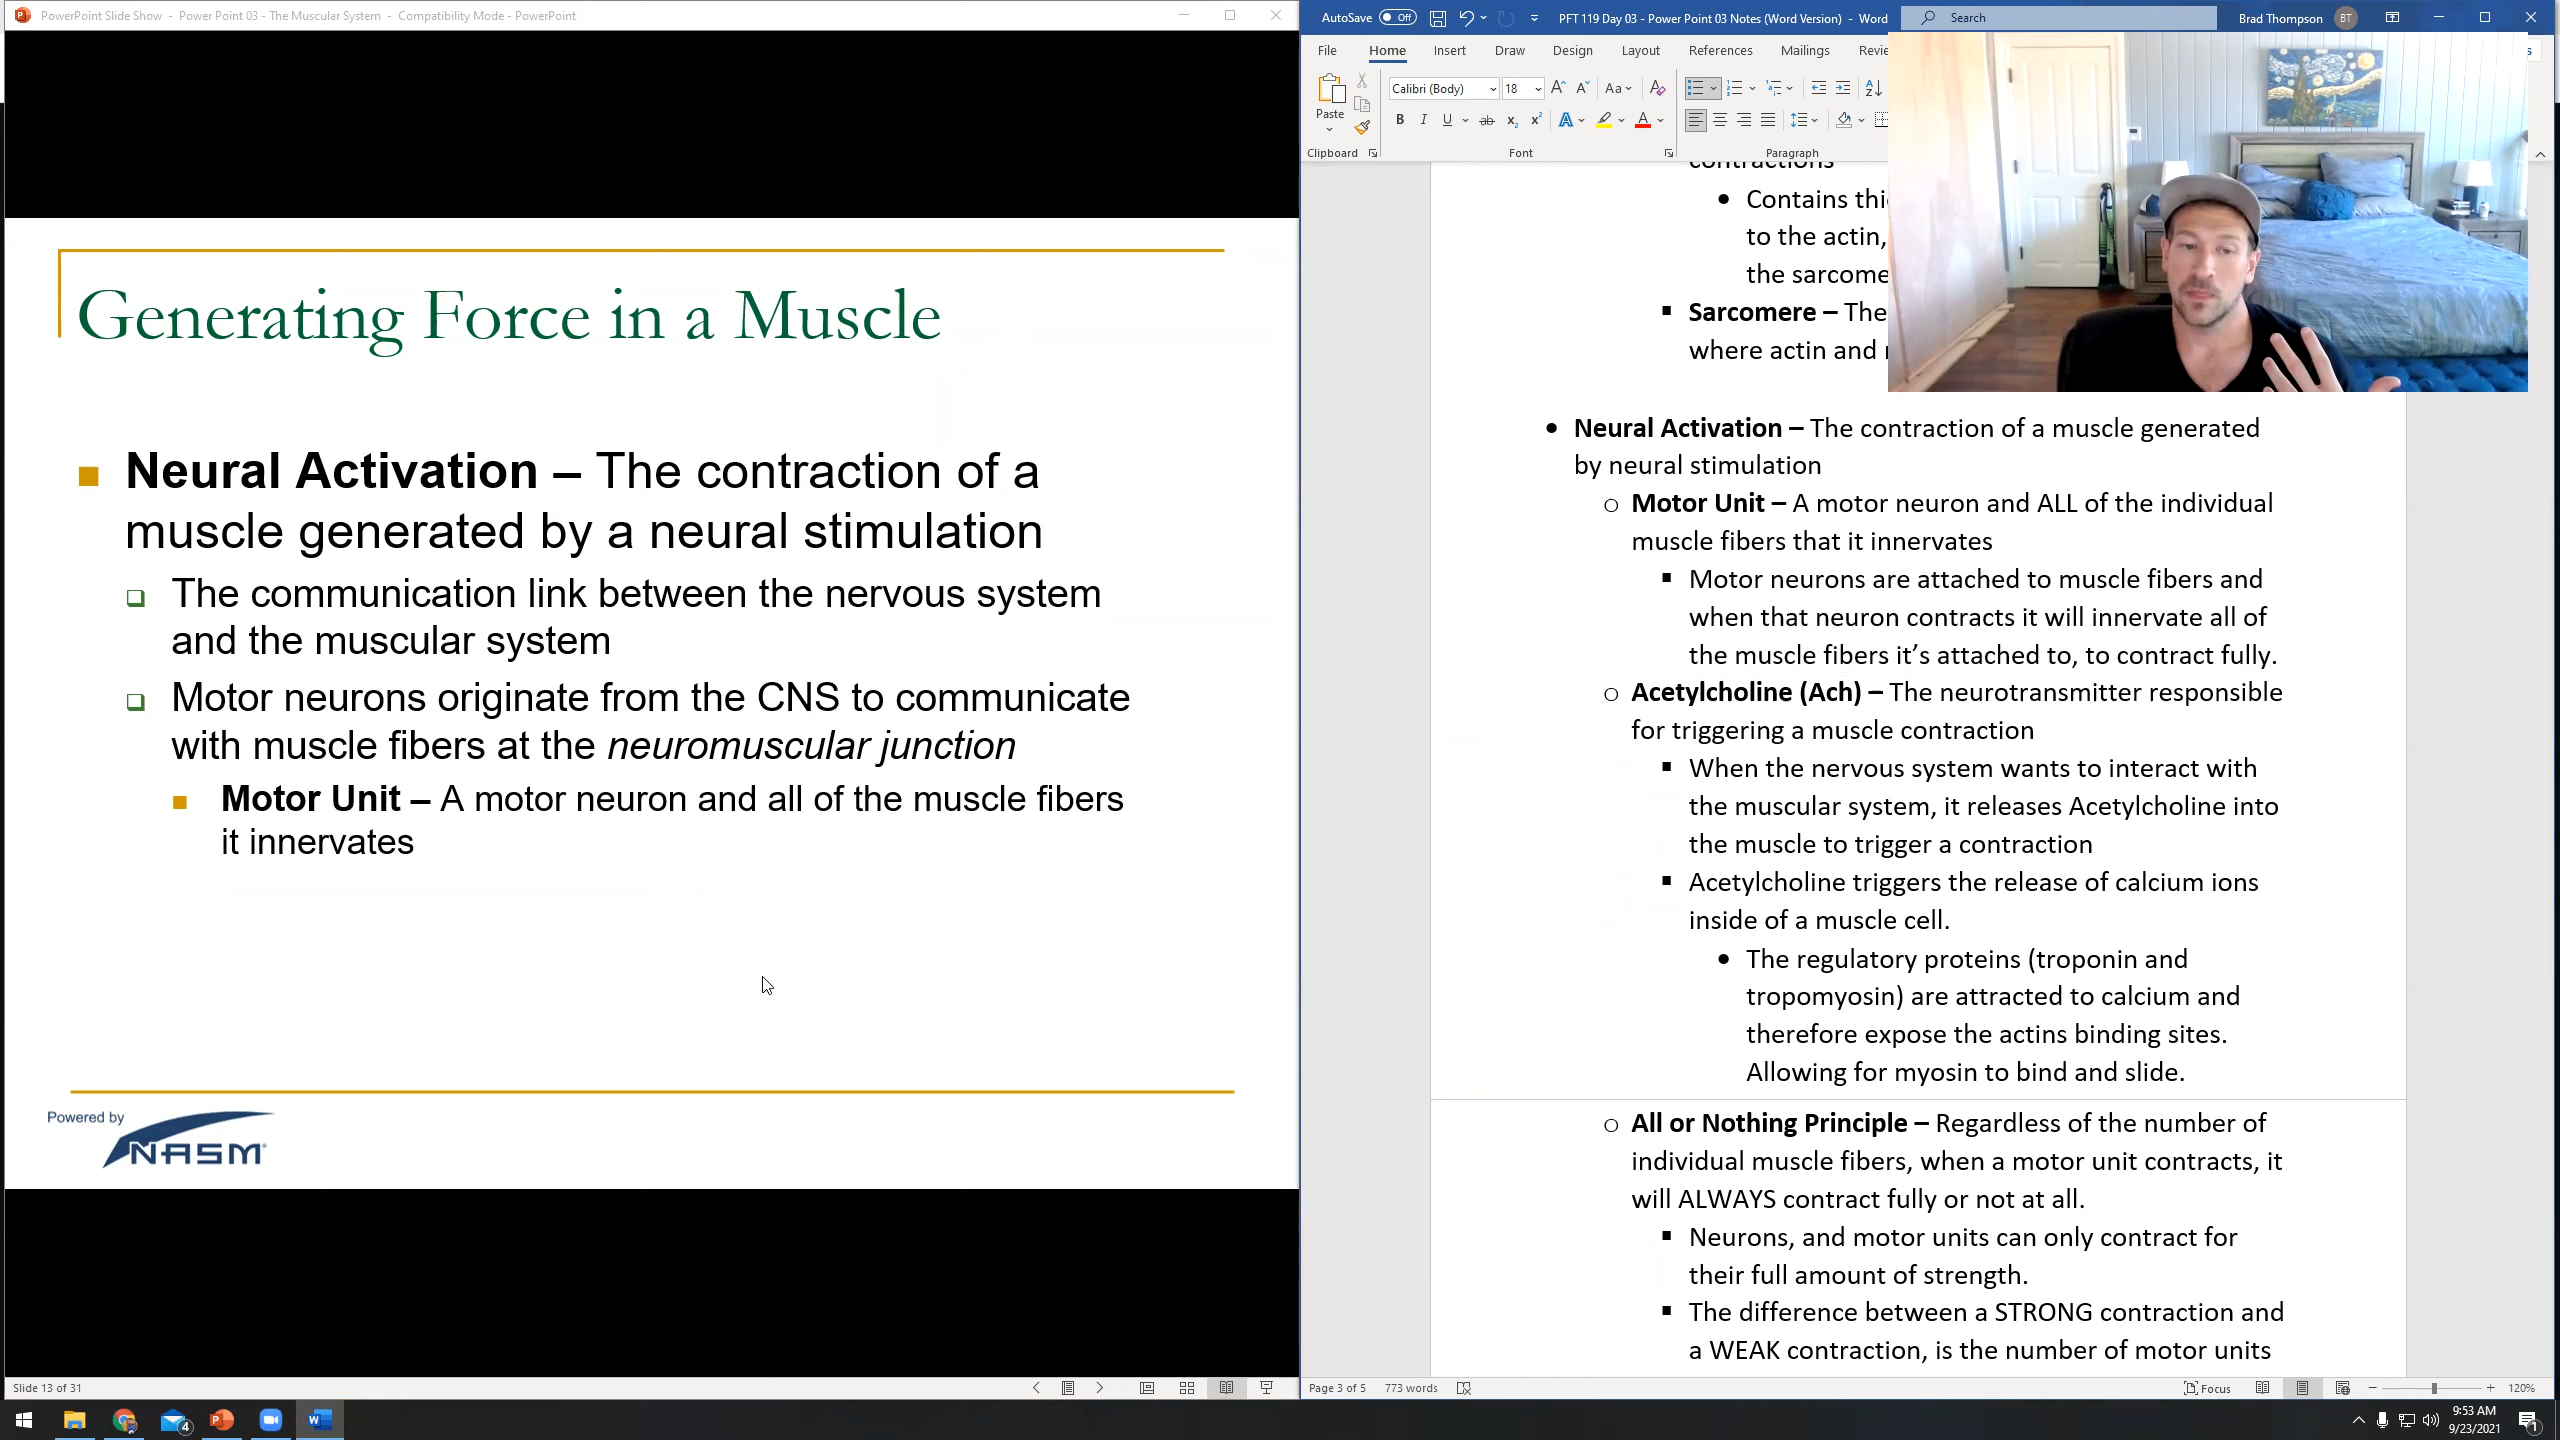 PowerPoint Slide Show - Power Point 03 - The Muscular System - Compatibility Mode - PowerPoint
Generating Force in a Muscle
Neural Activation – The contraction of a
muscle generated by a neural stimulation
The communication link between the nervous system
and the muscular system
Motor neurons originate from the CNS to communicate
with muscle fibers at the neuromuscular junction
Motor Unit – A motor neuron and all of the muscle fibers
it innervates
Powered by
NASM
Slide 13 of 31
AutoSave Off
PFT 119 Day 03 - Power Point 03 Notes (Word Version) - Word
Search
Brad Thompson BT
File Home Insert Draw Design Layout References Mailings
Calibri (Body) 18
Paste
Clipboard Font Paragraph
contractions
Contains
to the actin,
the sarcome
Sarcomere – The
where actin and
Neural Activation – The contraction of a muscle generated
by neural stimulation
Motor Unit – A motor neuron and ALL of the individual
muscle fibers that it innervates
Motor neurons are attached to muscle fibers and
when that neuron contracts it will innervate all of
the muscle fibers it’s attached to, to contract fully.
Acetylcholine (Ach) – The neurotransmitter responsible
for triggering a muscle contraction
When the nervous system wants to interact with
the muscular system, it releases Acetylcholine into
the muscle to trigger a contraction
Acetylcholine triggers the release of calcium ions
inside of a muscle cell.
The regulatory proteins (troponin and
tropomyosin) are attracted to calcium and
therefore expose the actins binding sites.
Allowing for myosin to bind and slide.
All or Nothing Principle – Regardless of the number of
individual muscle fibers, when a motor unit contracts, it
will ALWAYS contract fully or not at all.
Neurons, and motor units can only contract for
their full amount of strength.
The difference between a STRONG contraction and
a WEAK contraction, is the number of motor units
Page 3 of 5 773 words
Focus
120%
9:53 AM
9/23/2021